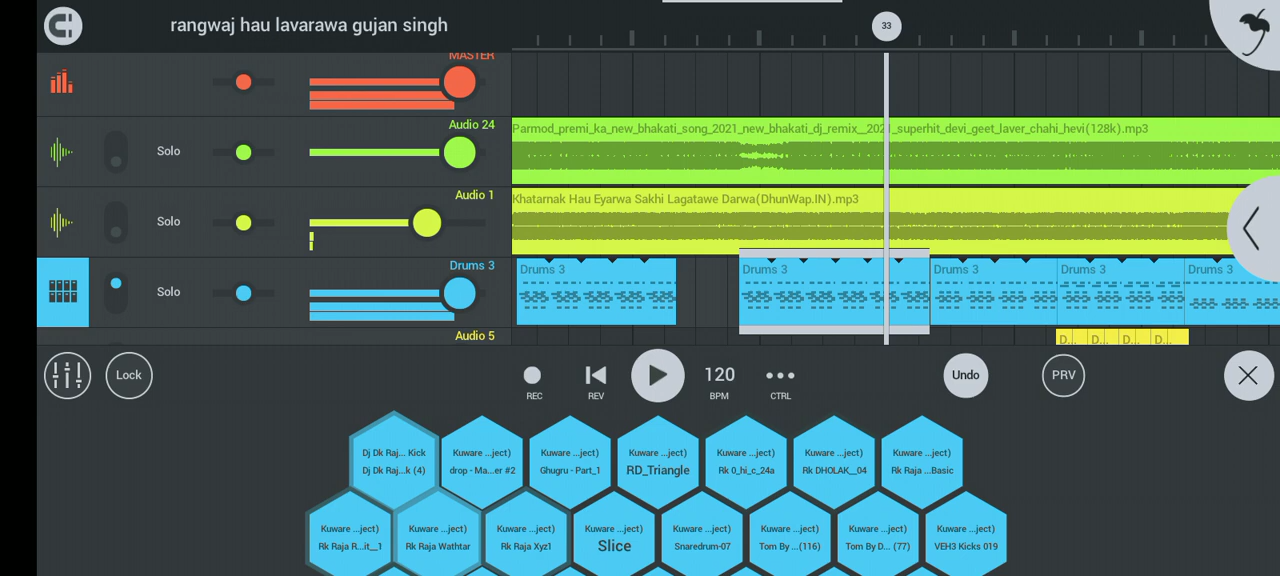 rangwaj hau lavarawa gujan singh
33
MASTER
Audio 24
Solo
Parmod_premi_ka_new_bhakati_song_2021_new_bhakati_dj_remix__2021_superhit_devi_geet_laver_chahi_hevi(128k).mp3
Audio 1
Solo
Khatarnak Hau Eyarwa Sakhi Lagatawe Darwa(DhunWap.IN).mp3
Drums 3
Solo
Drums 3
Drums 3
Drums 3
Drums 3
Drums 3
Audio 5
D... D... D... D...
Lock
REC
REV
120
BPM
CTRL
Undo
PRV
Dj Dk Raj... Kick
Dj Dk Raj...k (4)
Kuware ...ject)
drop - Ma...er #2
Kuware ...ject)
Ghugru - Part_1
Kuware ...ject)
RD_Triangle
Kuware ...ject)
Rk 0_hi_c_24a
Kuware ...ject)
Rk DHOLAK__04
Kuware ...ject)
Rk Raja ...Basic
Kuware ...ject)
Rk Raja R...it__1
Kuware ...ject)
Rk Raja Wathtar
Kuware ...ject)
Rk Raja Xyz1
Kuware ...ject)
Slice
Kuware ...ject)
Snaredrum-07
Kuware ...ject)
Tom By ...(116)
Kuware ...ject)
Tom By D... (77)
Kuware ...ject)
VEH3 Kicks 019